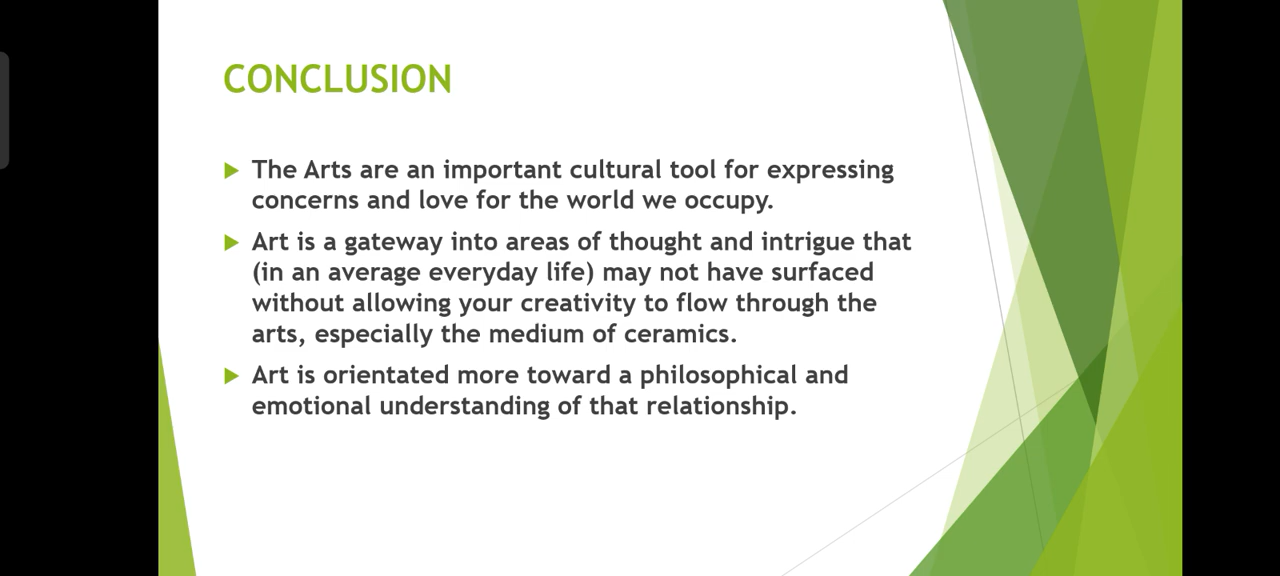 CONCLUSION
The Arts are an important cultural tool for expressing
concerns and love for the world we occupy.
Art is a gateway into areas of thought and intrigue that
(in an average everyday life) may not have surfaced
without allowing your creativity to flow through the
arts, especially the medium of ceramics.
Art is orientated more toward a philosophical and
emotional understanding of that relationship.